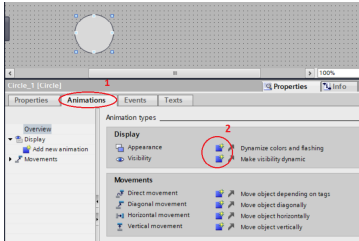 100%
1
Circle_1 [Circle]
Properties
Info
Properties
Animations
Events
Texts
Animation types
Overview
Display
Add new animation
Movements
2
Display
Appearance
Dynamize colors and flashing
Visibility
Make visibility dynamic
Movements
Direct movement
Move object depending on tags
Diagonal movement
Move object diagonally
Horizontal movement
Move object horizontally
Vertical movement
Move object vertically